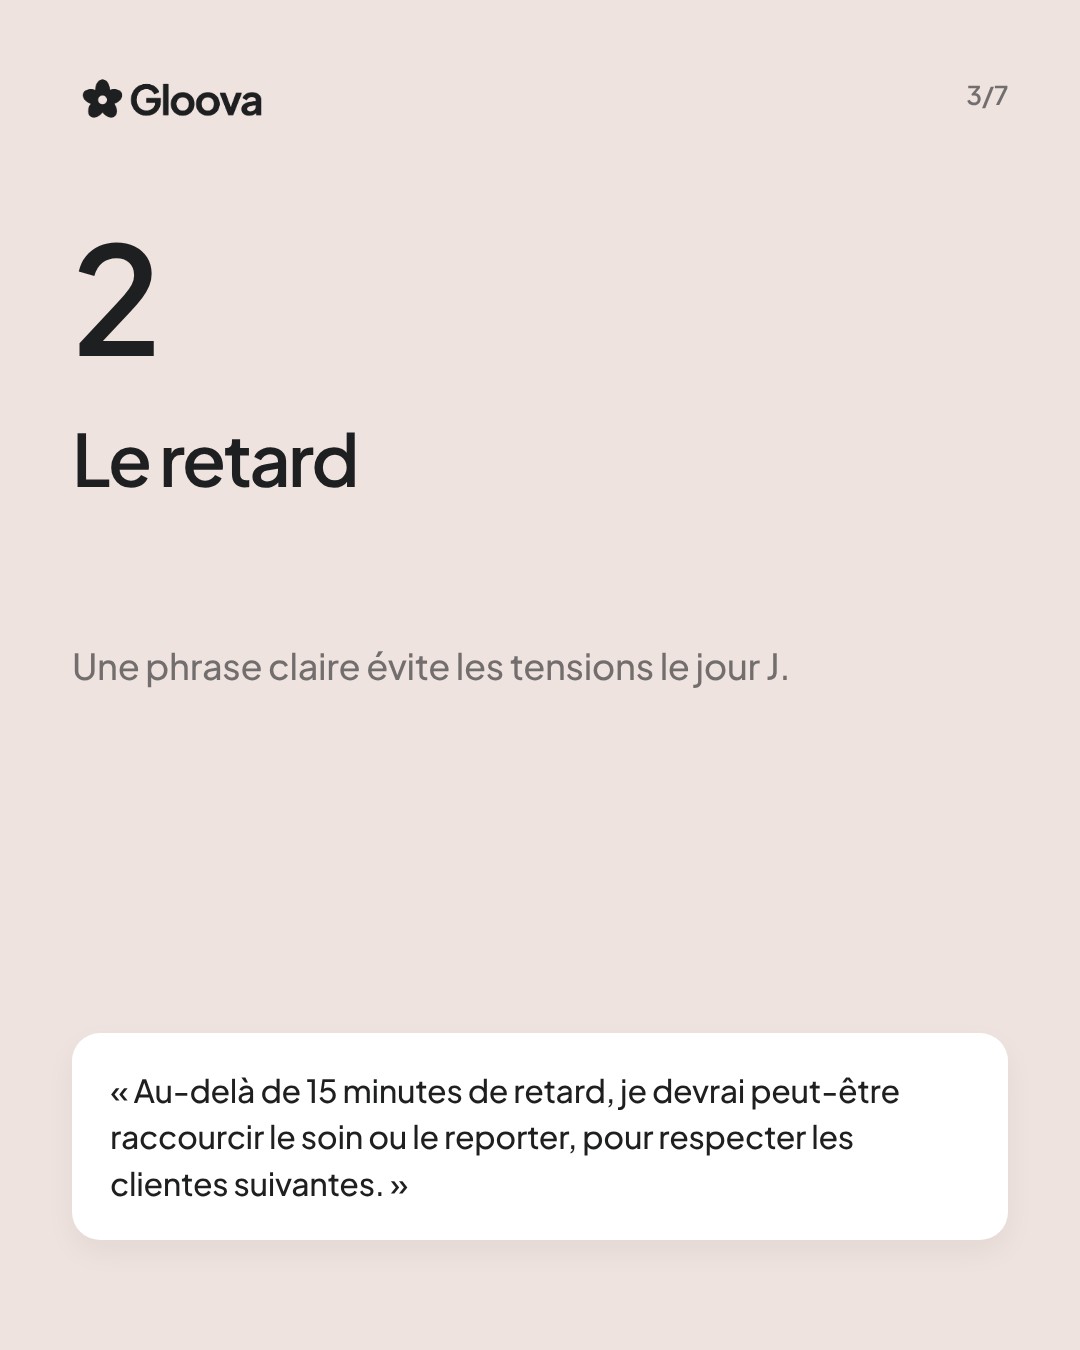 Gloova
3/7
2
Le retard
Une phrase claire évite les tensions le jour J.
« Au-delà de 15 minutes de retard, je devrai peut-être
raccourcir le soin ou le reporter, pour respecter les
clientes suivantes. »